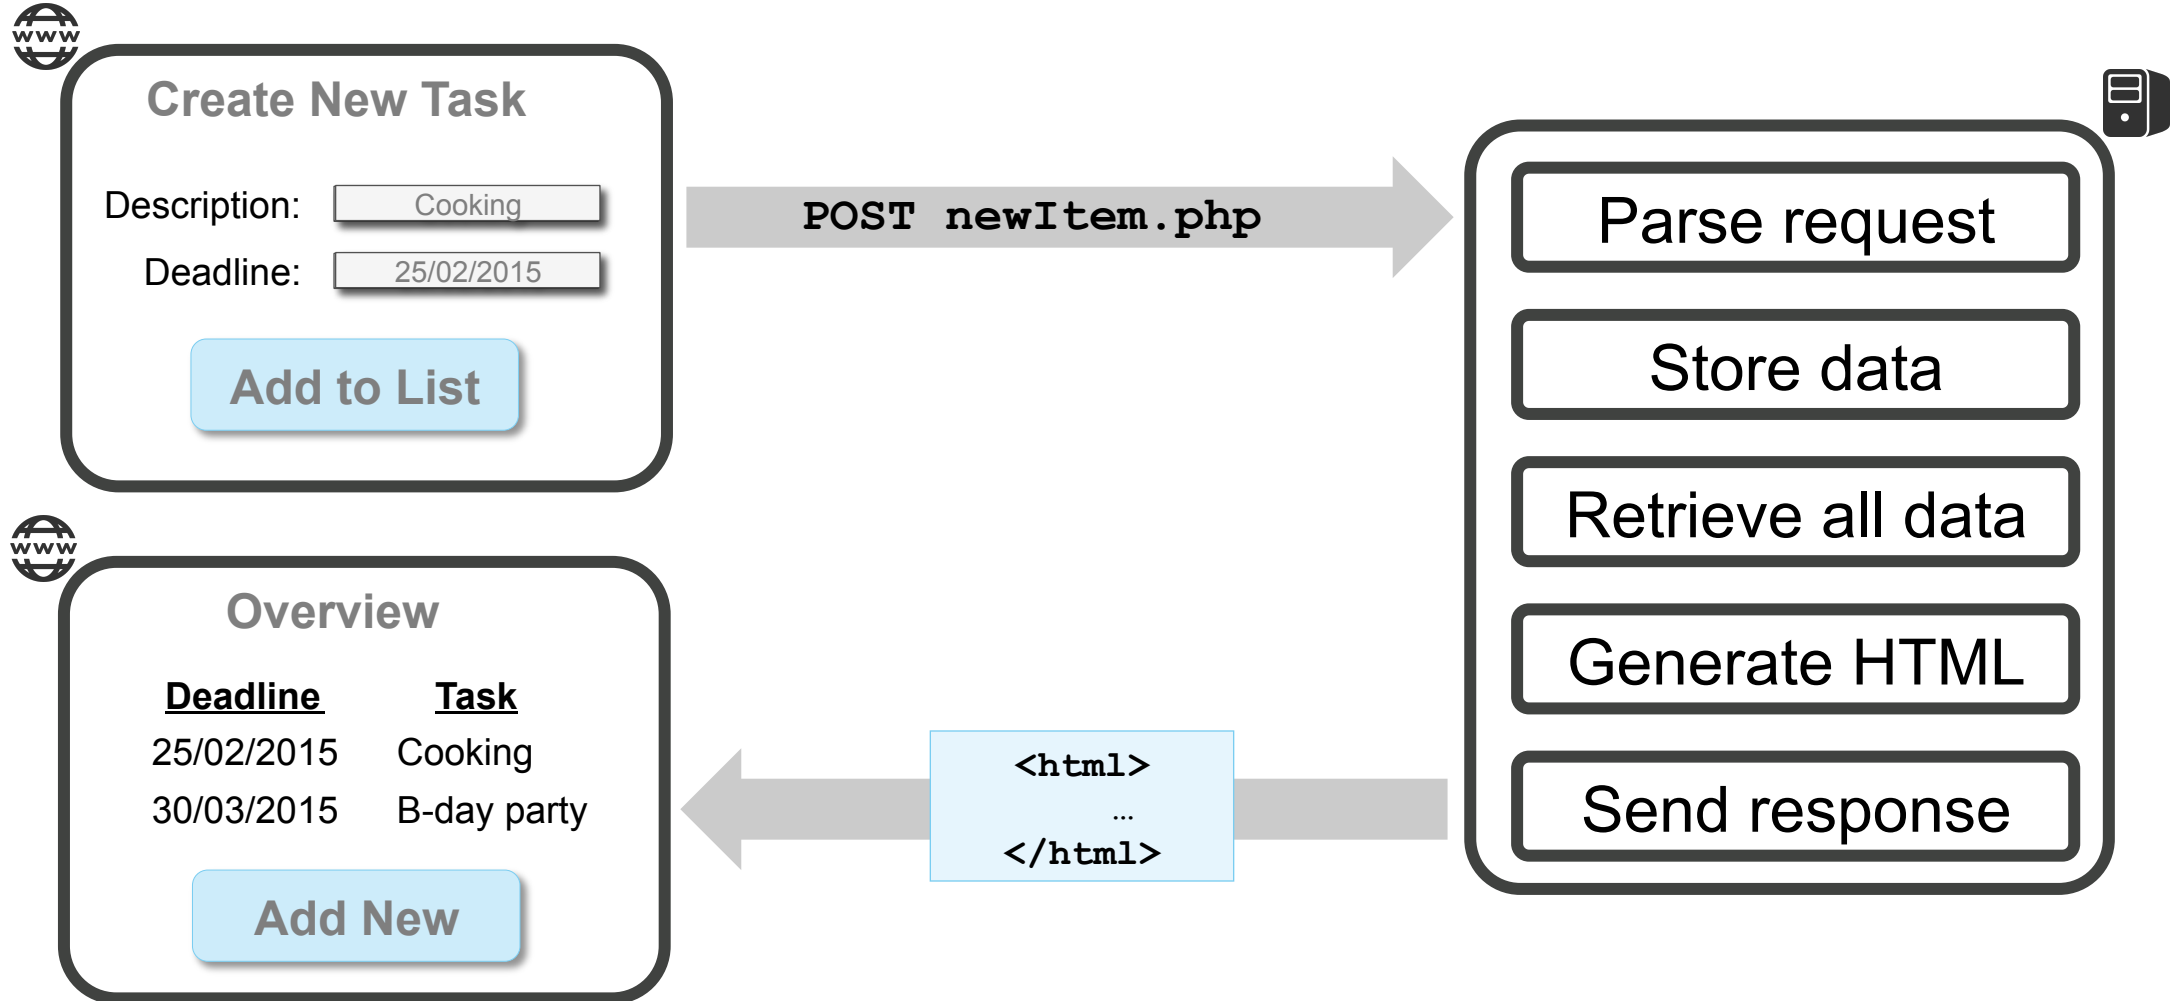 www
Create New Task
Description: Cooking
Deadline: 25/02/2015
Add to List
POST newItem.php
Parse request
Store data
Retrieve all data
Generate HTML
Send response
www
Overview
Deadline Task
25/02/2015 Cooking
30/03/2015 B-day party
Add New
<html>
...
</html>